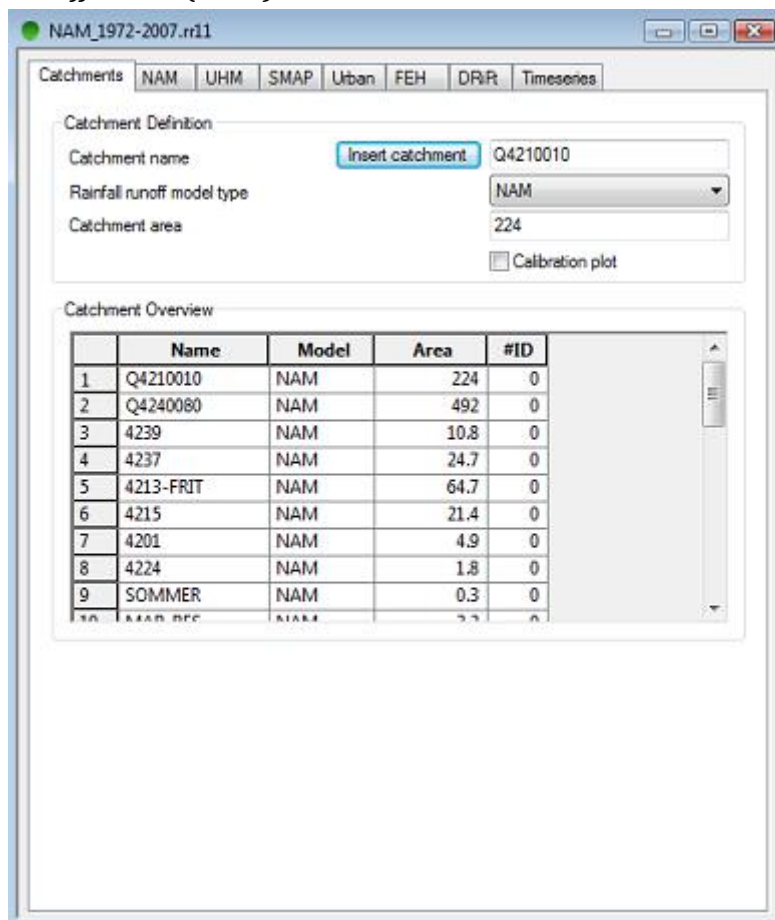 NAM_1972-2007.rr11
Catchments NAM UHM SMAP Urban FEH DRiFt Timeseries
Catchment Definition
Catchment name Insert catchment Q4210010
Rainfall runoff model type NAM
Catchment area 224
Calibration plot
Catchment Overview
Name Model Area #ID
1 Q4210010 NAM 224 0
2 Q4240080 NAM 492 0
3 4239 NAM 10.8 0
4 4237 NAM 24.7 0
5 4213-FRIT NAM 64.7 0
6 4215 NAM 21.4 0
7 4201 NAM 4.9 0
8 4224 NAM 1.8 0
9 SOMMER NAM 0.3 0
10 NAM